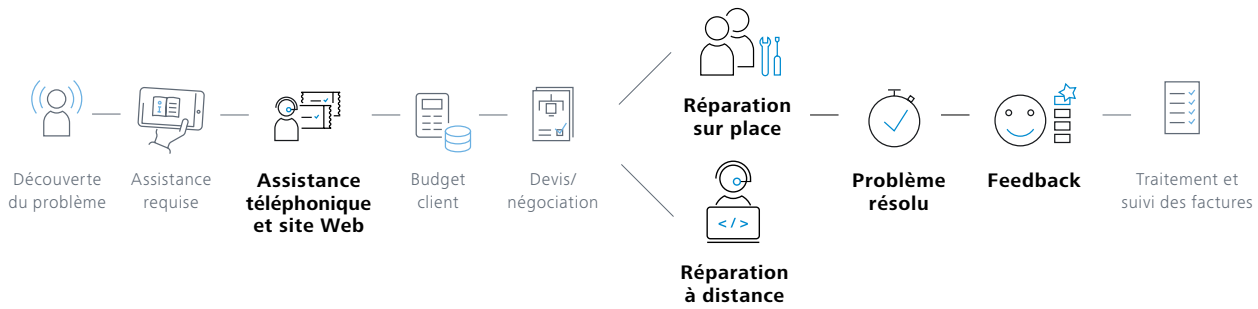 Découverte
du problème
Assistance
requise
Assistance
téléphonique
et site Web
Budget
client
Devis/
négociation
Réparation
sur place
</>
Réparation
à distance
Problème
résolu
Feedback
Traitement et
suivi des factures